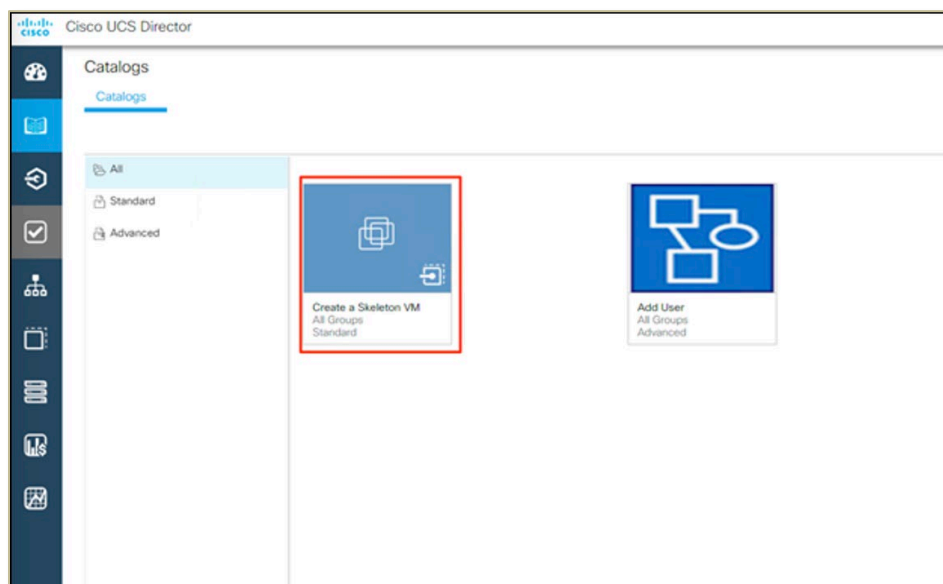 CISCO
Cisco UCS Director
Catalogs
Catalogs
All
Standard
Advanced
Create a Skeleton VM
All Groups
Standard
Add User
All Groups
Advanced